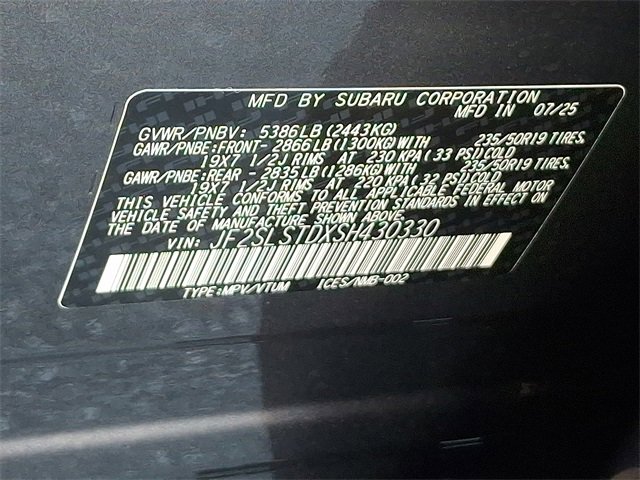 MFD BY SUBARU CORPORATION
MFD IN 07/25
GVWR/PNBV: 5386LB(2443KG)
GAWR/PNBE:FRONT- 2866LB(1300KG)WITH 235/50R19 TIRES.
19X7 1/2J RIMS AT 230 KPA(33 PSI)COLD
GAWR/PNBE:REAR - 2835LB(1286KG)WITH 235/50R19 TIRES.
19X7 1/2J RIMS AT 220 KPA(32 PSI)COLD
THIS VEHICLE CONFORMS TO ALL APPLICABLE FEDERAL MOTOR
VEHICLE SAFETY AND THEFT PREVENTION STANDARDS IN EFFECT ON
THE DATE OF MANUFACTURE SHOWN ABOVE.
VIN: JF2SLSTDXSH430330
TYPE:MPV/VTUM ICES/NMB-002